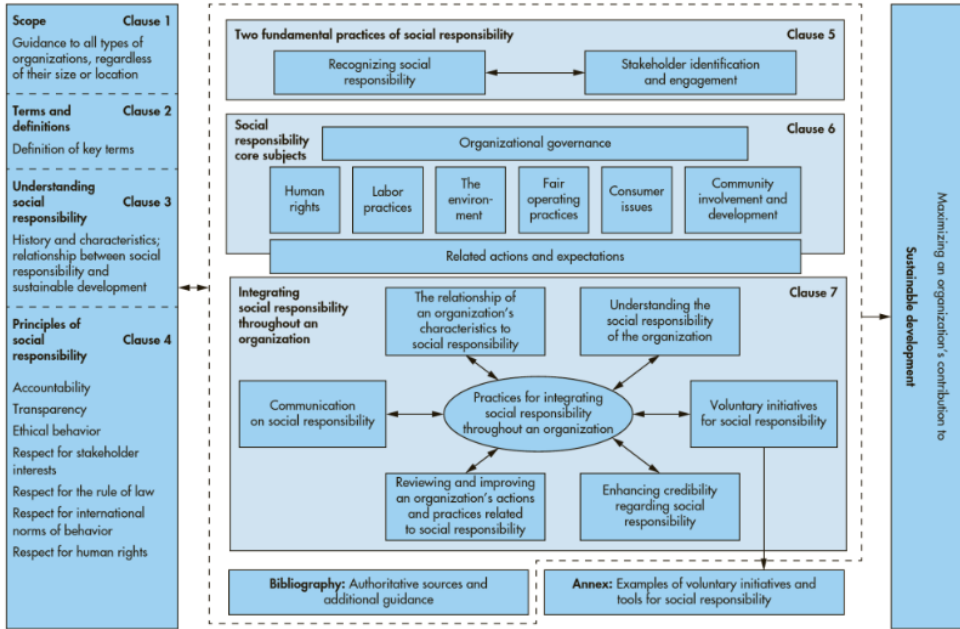 Scope Clause 1
Guidance to all types of
organizations, regardless
of their size or location
Terms and Clause 2
definitions
Definition of key terms
Understanding
social Clause 3
responsibility
History and characteristics;
relationship between social
responsibility and
sustainable development
Principles of
social Clause 4
responsibility
Accountability
Transparency
Ethical behavior
Respect for stakeholder
interests
Respect for the rule of law
Respect for international
norms of behavior
Respect for human rights
Two fundamental practices of social responsibility Clause 5
Recognizing social
responsibility
Stakeholder identification
and engagement
Social
responsibility
core subjects
Clause 6
Organizational governance
Human
rights
Labor
practices
The
environ-
ment
Fair
operating
practices
Consumer
issues
Community
involvement and
development
Related actions and expectations
Integrating
social responsibility
throughout an
organization
Clause 7
The relationship of
an organization's
characteristics to
social responsibility
Understanding the
social responsibility
of the organization
Communication
on social responsibility
Practices for integrating
social responsibility
throughout an organization
Voluntary initiatives
for social responsibility
Reviewing and improving
an organization's actions
and practices related
to social responsibility
Enhancing credibility
regarding social
responsibility
Bibliography: Authoritative sources and
additional guidance
Annex: Examples of voluntary initiatives and
tools for social responsibility
Maximizing an organization's contribution to
Sustainable development